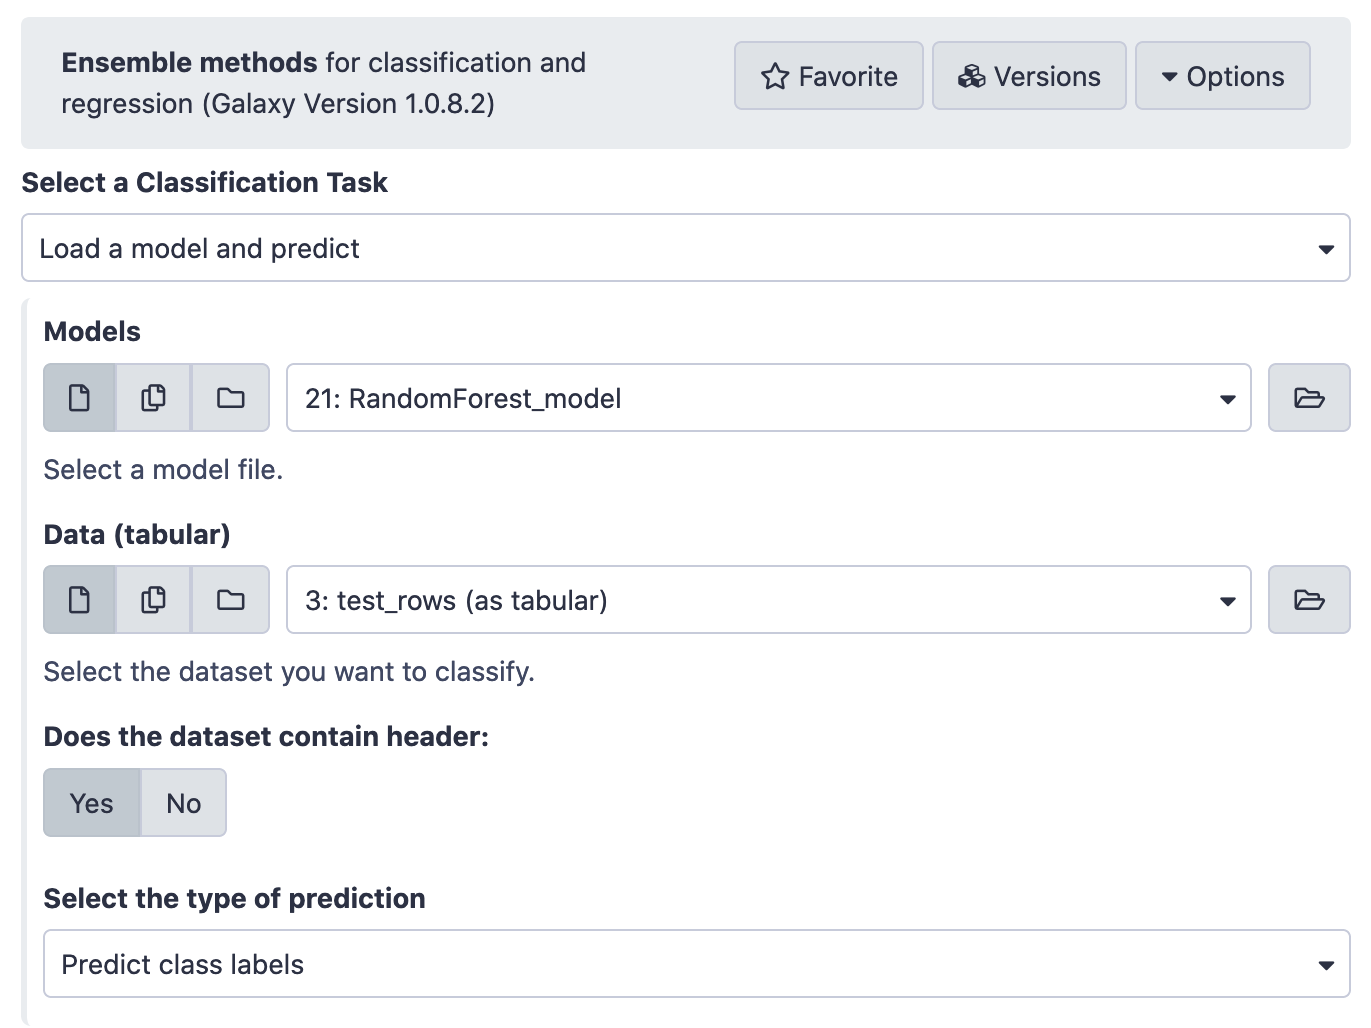 Ensemble methods for classification and
regression (Galaxy Version 1.0.8.2)
Favorite
Versions
Options
Select a Classification Task
Load a model and predict
Models
21: RandomForest_model
Select a model file.
Data (tabular)
3: test_rows (as tabular)
Select the dataset you want to classify.
Does the dataset contain header:
Yes No
Select the type of prediction
Predict class labels